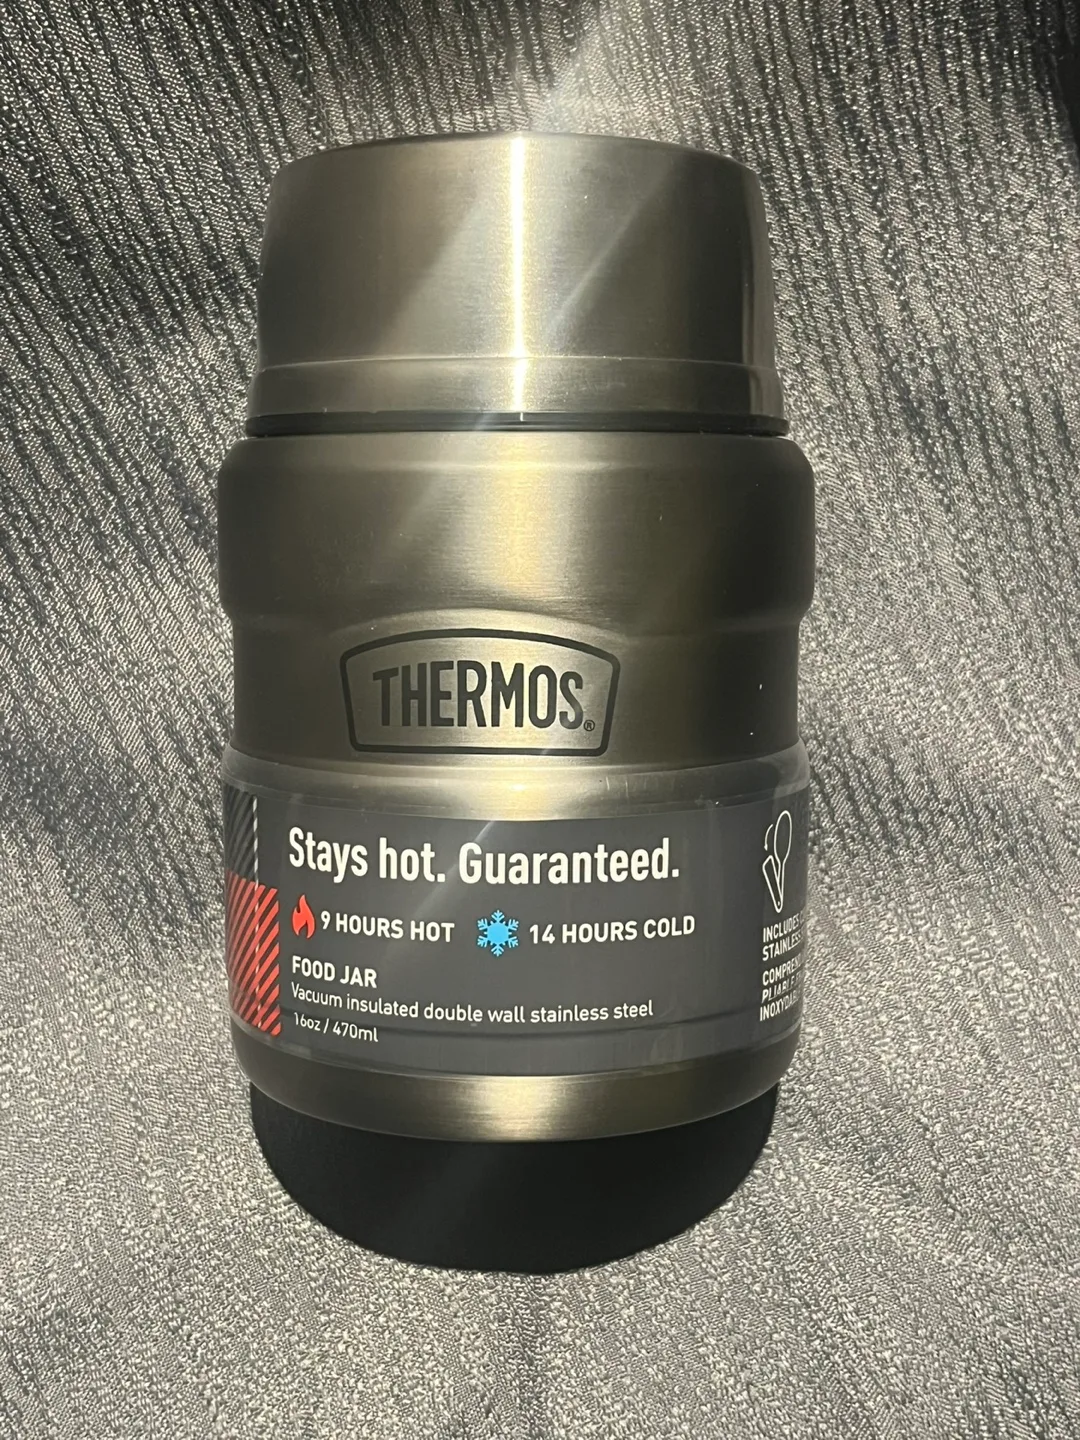 THERMOS®
Stays hot. Guaranteed.
9 HOURS HOT 14 HOURS COLD
FOOD JAR
Vacuum insulated double wall stainless steel
16oz / 470ml
INCLUDES